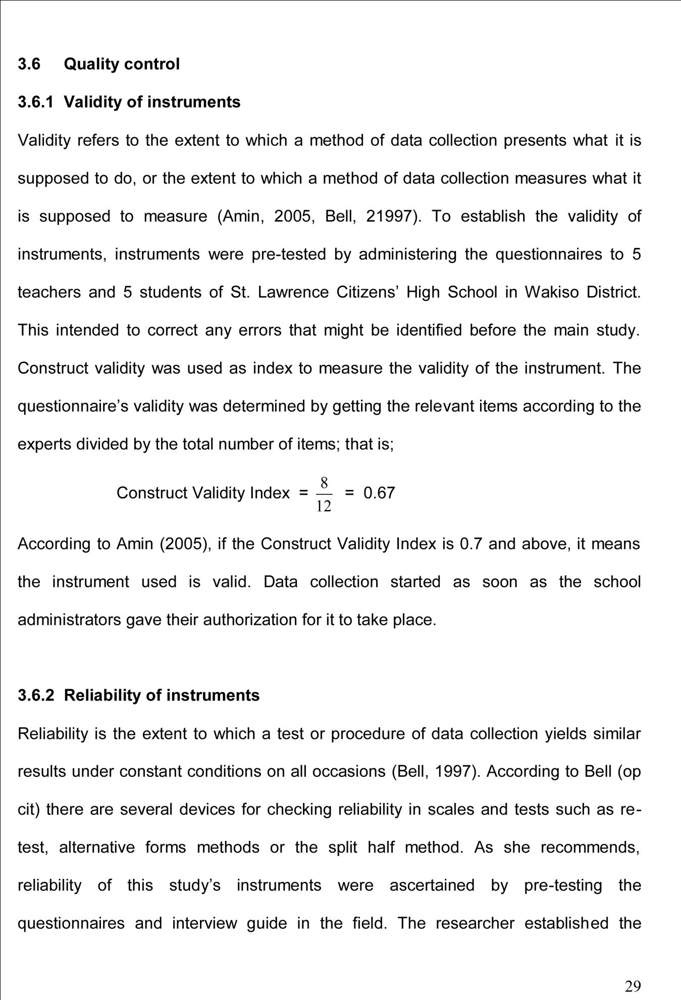 3.6 Quality control
3.6.1 Validity of instruments
Validity refers to the extent to which a method of data collection presents what it is
supposed to do, or the extent to which a method of data collection measures what it
is supposed to measure (Amin, 2005, Bell, 21997). To establish the validity of
instruments, instruments were pre-tested by administering the questionnaires to 5
teachers and 5 students of St. Lawrence Citizens’ High School in Wakiso District.
This intended to correct any errors that might be identified before the main study.
Construct validity was used as index to measure the validity of the instrument. The
questionnaire’s validity was determined by getting the relevant items according to the
experts divided by the total number of items; that is;
Construct Validity Index = 8/12 = 0.67
According to Amin (2005), if the Construct Validity Index is 0.7 and above, it means
the instrument used is valid. Data collection started as soon as the school
administrators gave their authorization for it to take place.
3.6.2 Reliability of instruments
Reliability is the extent to which a test or procedure of data collection yields similar
results under constant conditions on all occasions (Bell, 1997). According to Bell (op
cit) there are several devices for checking reliability in scales and tests such as re-
test, alternative forms methods or the split half method. As she recommends,
reliability of this study’s instruments were ascertained by pre-testing the
questionnaires and interview guide in the field. The researcher established the
29